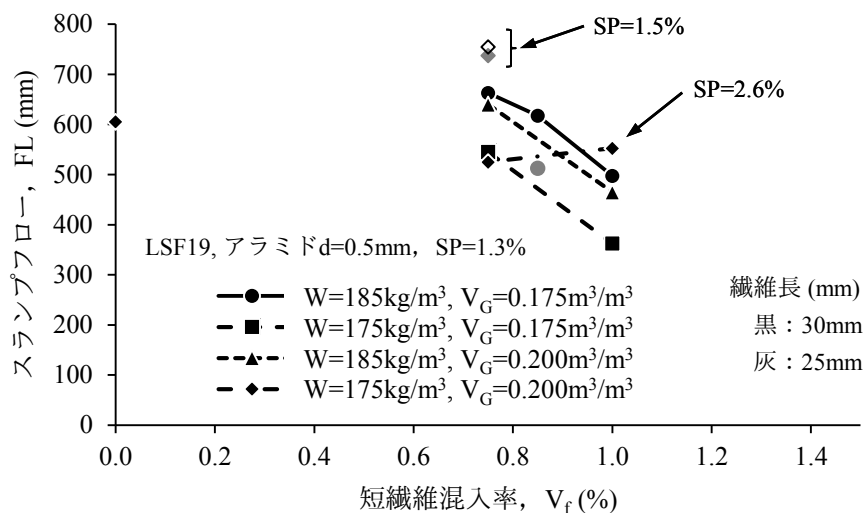 スランプフロー，FL (mm)
800
700
600
500
400
300
200
100
0
SP=1.5%
SP=2.6%
LSF19, アラミドd=0.5mm，SP=1.3%
W=185kg/m³, V_G=0.175m³/m³
W=175kg/m³, V_G=0.175m³/m³
W=185kg/m³, V_G=0.200m³/m³
W=175kg/m³, V_G=0.200m³/m³
繊維長 (mm)
黒：30mm
灰：25mm
0.0 0.2 0.4 0.6 0.8 1.0 1.2 1.4
短繊維混入率，V_f (%)